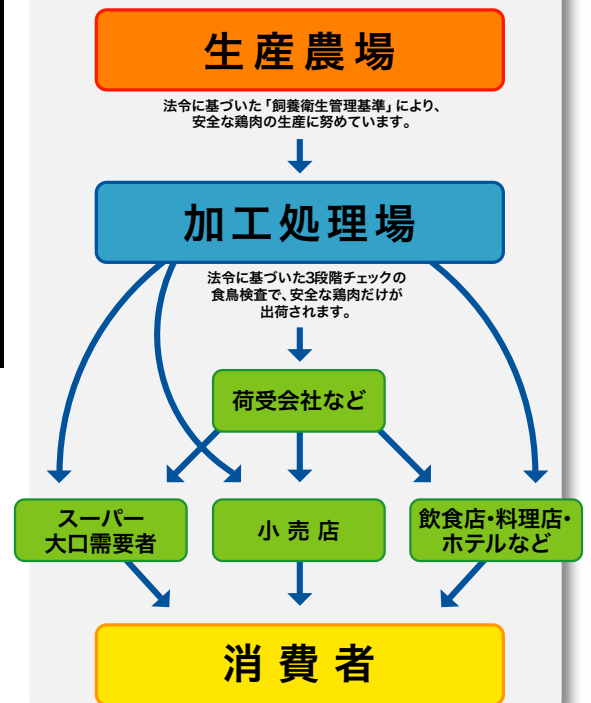 生産農場
法令に基づいた「飼養衛生管理基準」により、
安全な鶏肉の生産に努めています。
加工処理場
法令に基づいた3段階チェックの
食鳥検査で、安全な鶏肉だけが
出荷されます。
荷受会社など
スーパー
大口需要者
小売店
飲食店・料理店・
ホテルなど
消費者